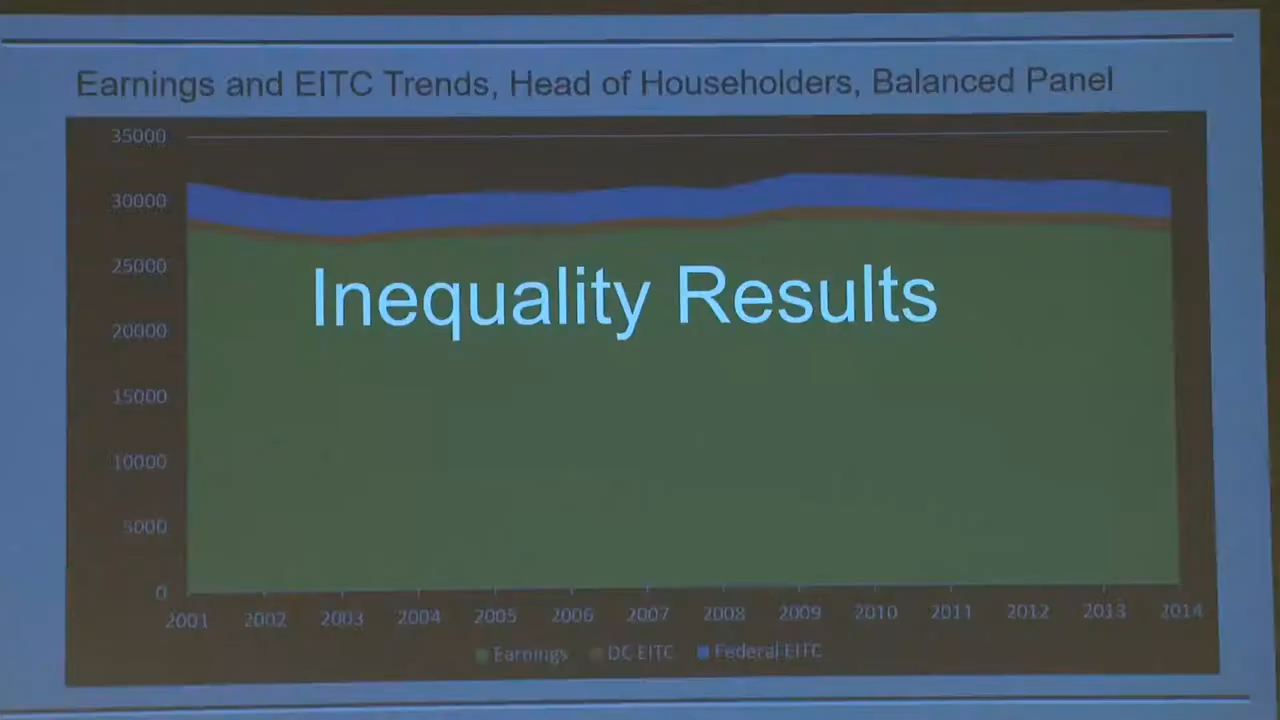 Earnings and EITC Trends, Head of Householders, Balanced Panel
35000
30000
25000
20000
15000
10000
5000
0
Inequality Results
2001 2002 2003 2004 2005 2006 2007 2008 2009 2010 2011 2012 2013 2014
Earnings DC EITC Federal EITC